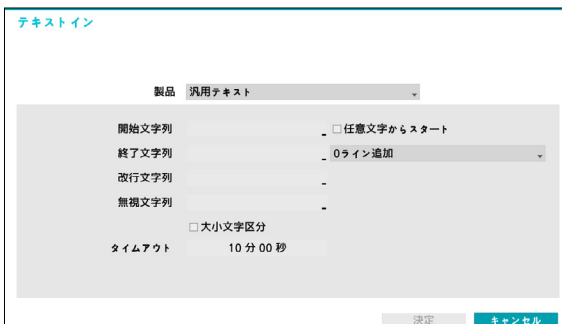 テキスト イン
製品 汎用テキスト
開始文字列 任意文字からスタート
終了文字列 0ライン追加
改行文字列
無視文字列
大小文字区分
タイムアウト 10 分 00 秒
決定 キャンセル